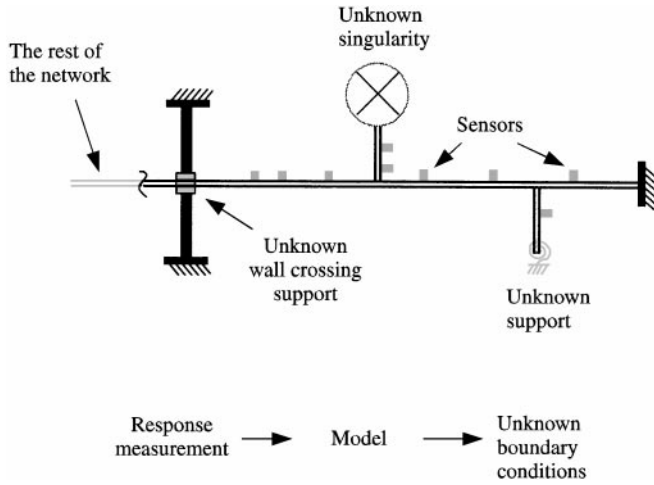 Unknown
singularity
The rest of
the network
Sensors
Unknown
wall crossing
support
Unknown
support
Response
measurement
Model
Unknown
boundary
conditions